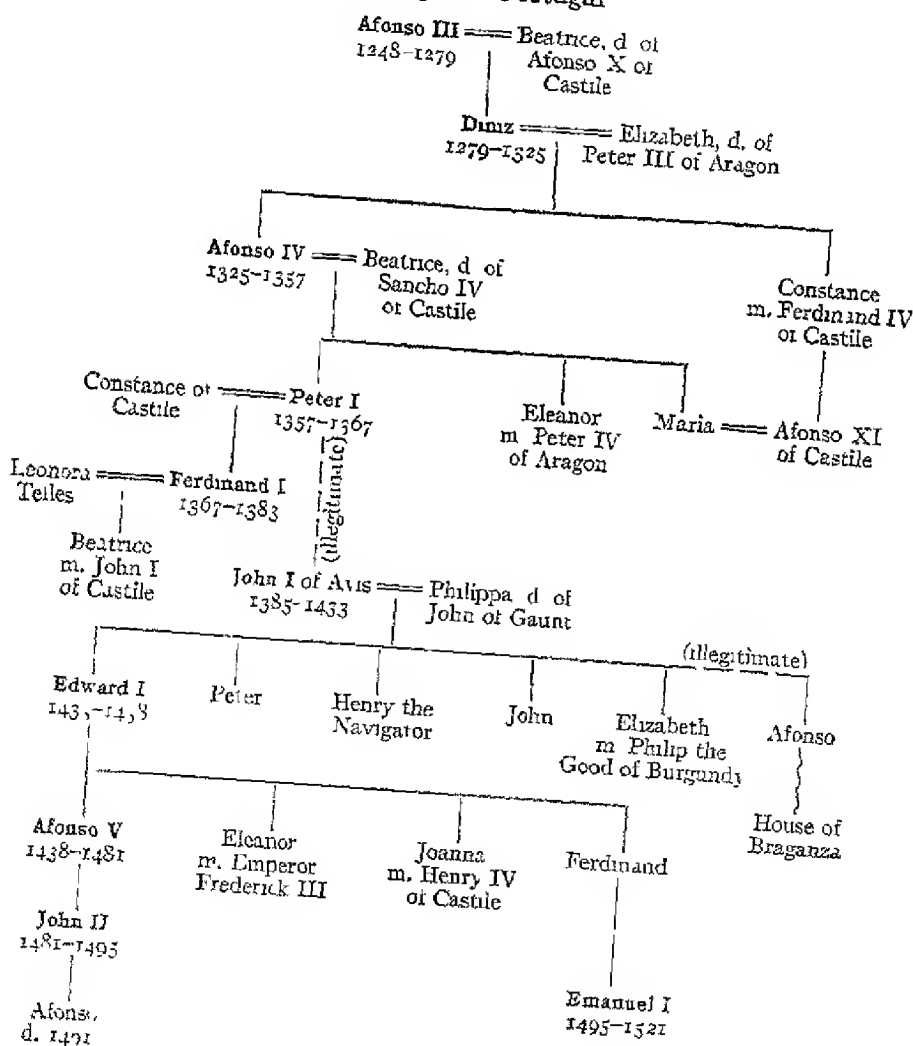 Afonso III == Beatrice, d of
1248–1279 Afonso X of
Castile
Diniz == Elizabeth, d. of
1279–1325 Peter III of Aragon
Afonso IV == Beatrice, d of
1325–1357 Sancho IV
of Castile
Constance
m. Ferdinand IV
of Castile
Constance of == Peter I
Castile 1357–1367
(illegitimate)
Eleanor
m Peter IV
of Aragon
Maria == Afonso XI
of Castile
Leonora == Ferdinand I
Telles 1367–1383
Beatrice
m. John I
of Castile
John I of Avis == Philippa d of
1385–1433 John of Gaunt
(illegitimate)
Edward I
Peter
Henry the
Navigator
John
Elizabeth
m Philip the
Good of Burgundy
Afonso
House of
Braganza
Afonso V
1438–1481
Eleanor
m. Emperor
Frederick III
Joanna
m. Henry IV
of Castile
Ferdinand
John II
1481–1495
Afonso
d. 1491
Emanuel I
1495–1521